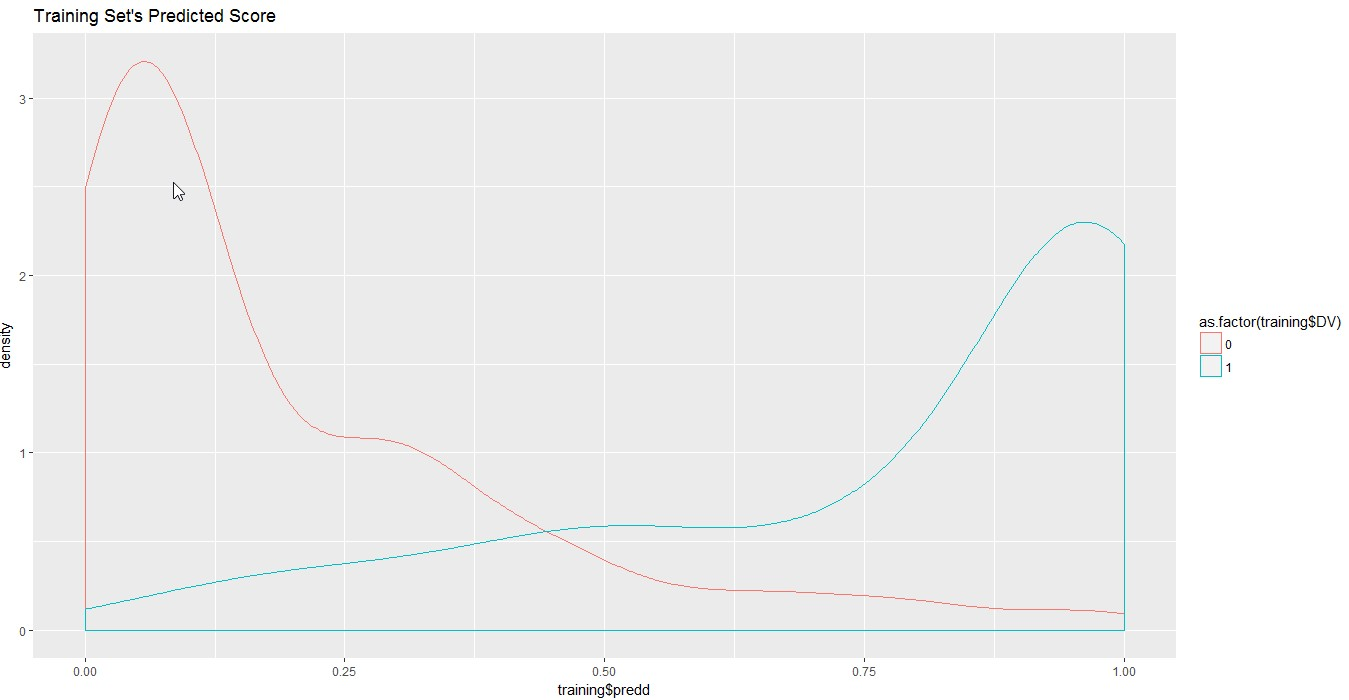 Training Set's Predicted Score
3
2
1
0
density
0.00
0.25
0.50
0.75
1.00
training$predd
as.factor(training$DV)
0
1